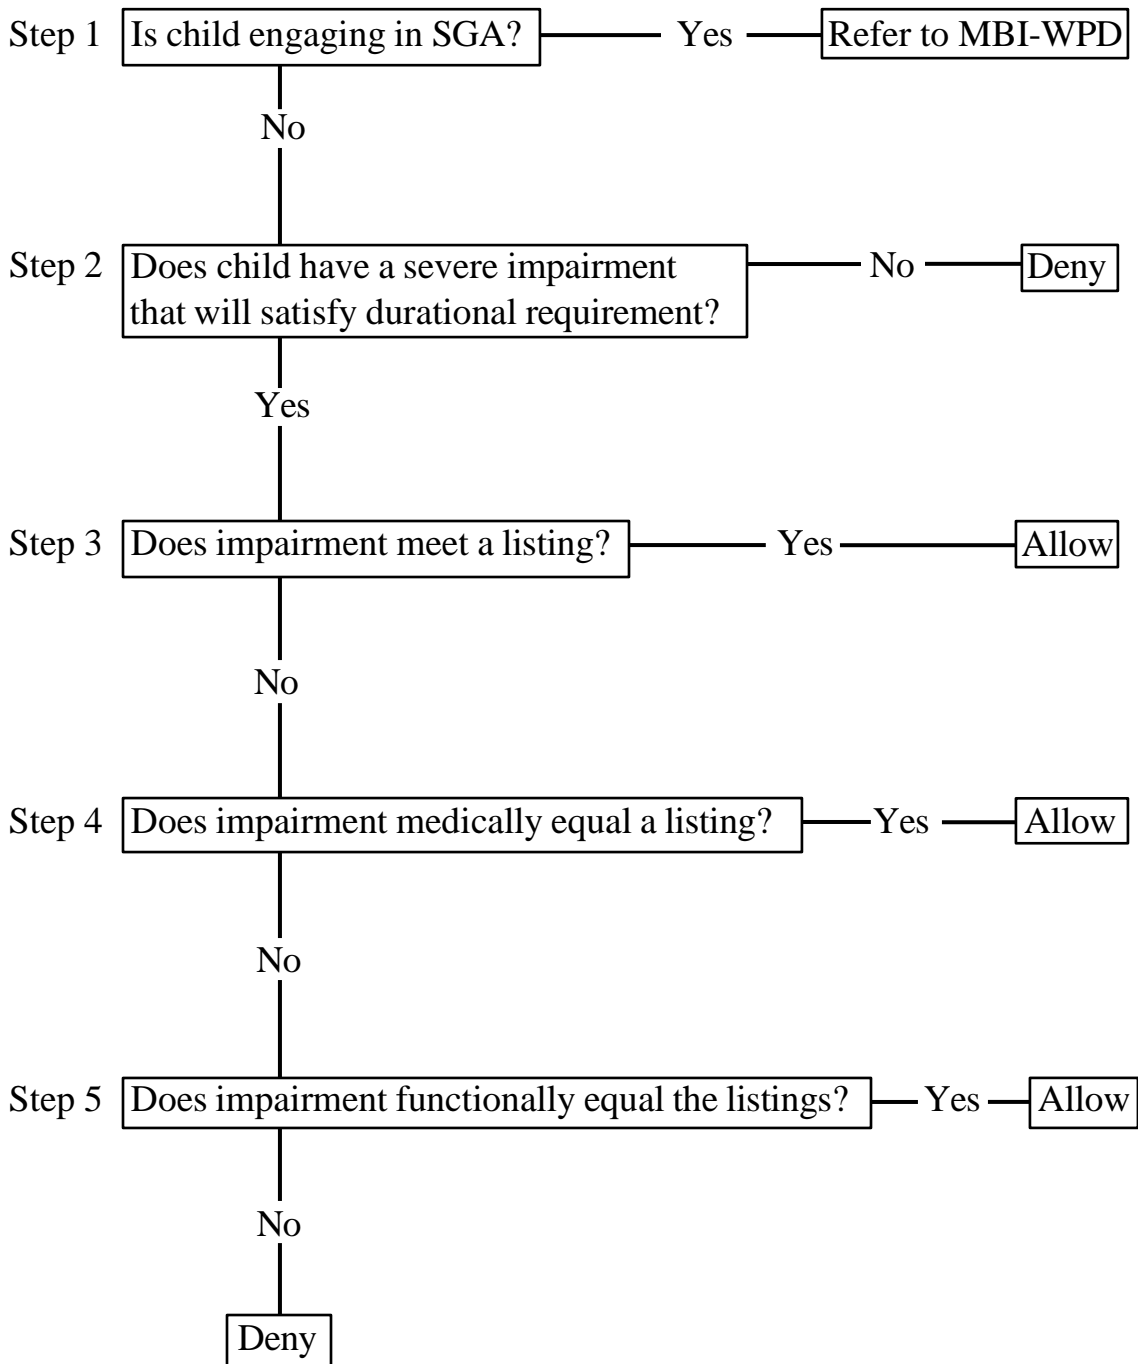 Step 1 Is child engaging in SGA? Yes Refer to MBI-WPD
No
Step 2 Does child have a severe impairment
that will satisfy durational requirement? No Deny
Yes
Step 3 Does impairment meet a listing? Yes Allow
No
Step 4 Does impairment medically equal a listing? Yes Allow
No
Step 5 Does impairment functionally equal the listings? Yes Allow
No
Deny